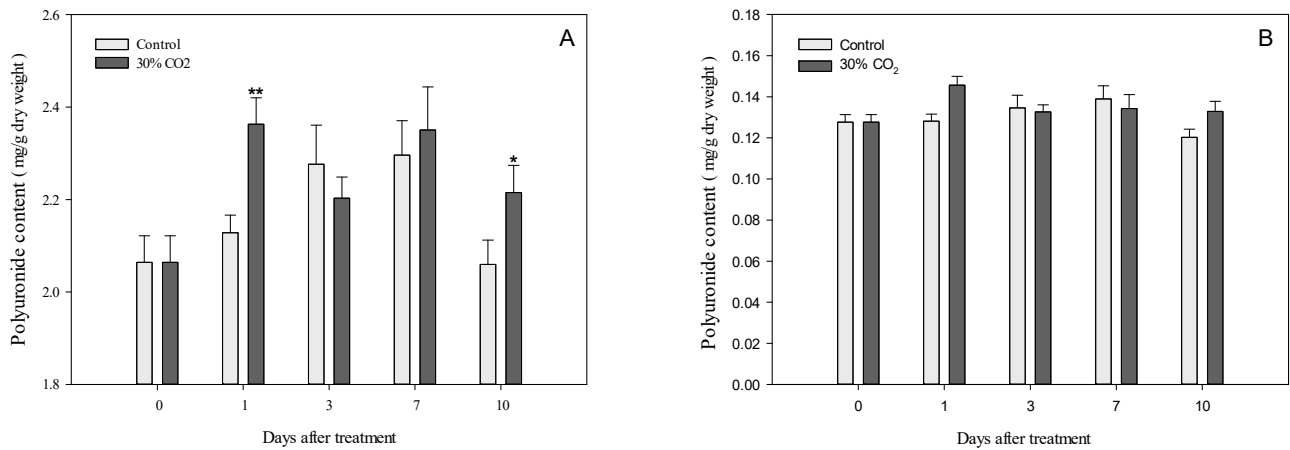 A
Control
30% CO2
Polyuronide content ( mg/g dry weight )
2.6
2.4
2.2
2.0
1.8
**
*
0 1 3 7 10
Days after treatment
B
Control
30% CO₂
Polyuronide content ( mg/g dry weight )
0.18
0.16
0.14
0.12
0.10
0.08
0.06
0.04
0.02
0.00
0 1 3 7 10
Days after treatment